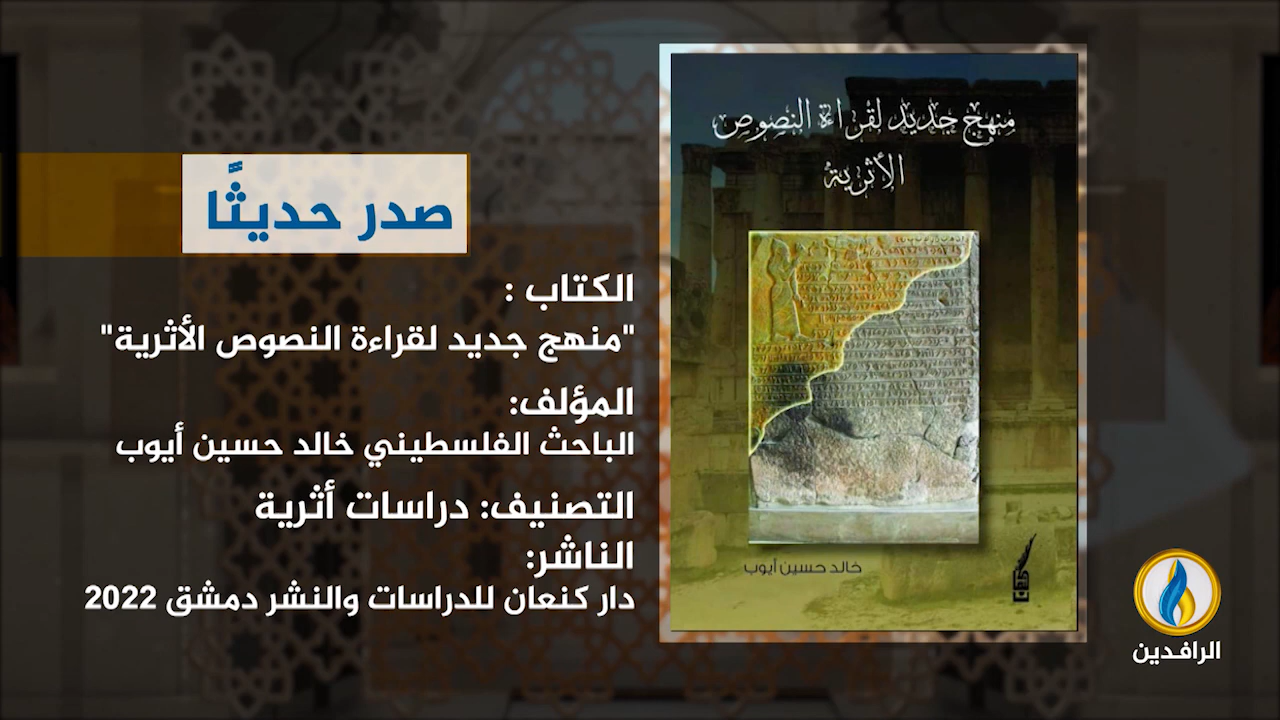 صدر حديثًا
الكتاب :
"منهج جديد لقراءة النصوص الأثرية"
المؤلف:
الباحث الفلسطيني خالد حسين أيوب
التصنيف: دراسات أثرية
الناشر:
دار كنعان للدراسات والنشر دمشق 2022
منهج جديد لقراءة النصوص
الأثرية
خالد حسين أيوب
الرافدين